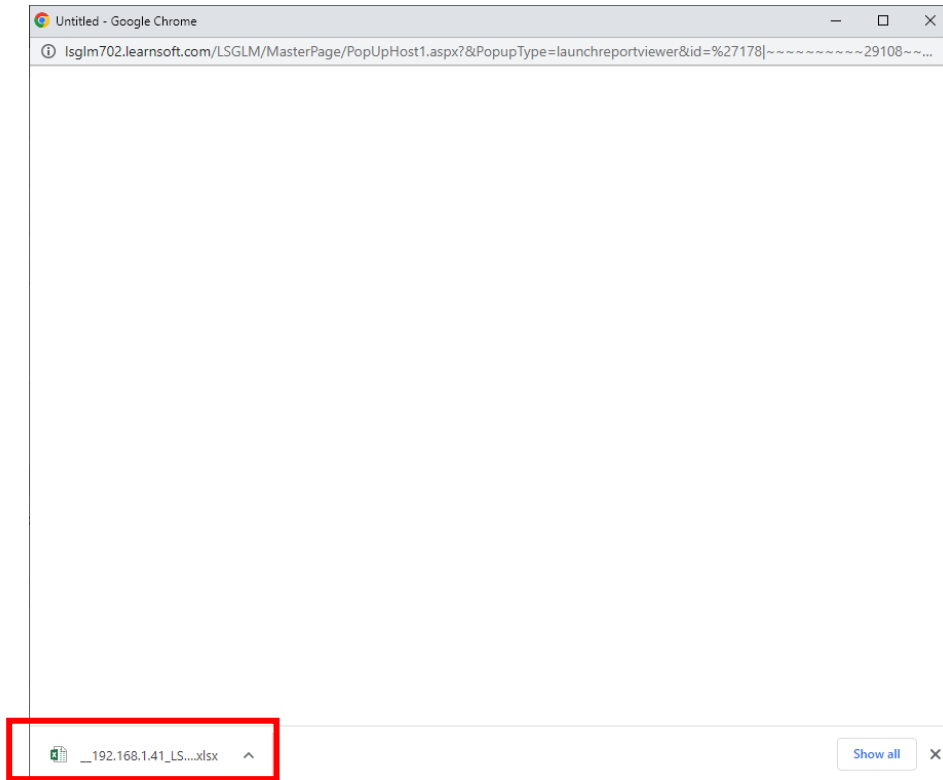 Untitled - Google Chrome
lsglm702.learnsoft.com/LSGLM/MasterPage/PopUpHost1.aspx?&PopupType=launchreportviewer&id=%27178|~~~~~~~~~~29108~~...
__192.168.1.41_LS....xlsx
Show all